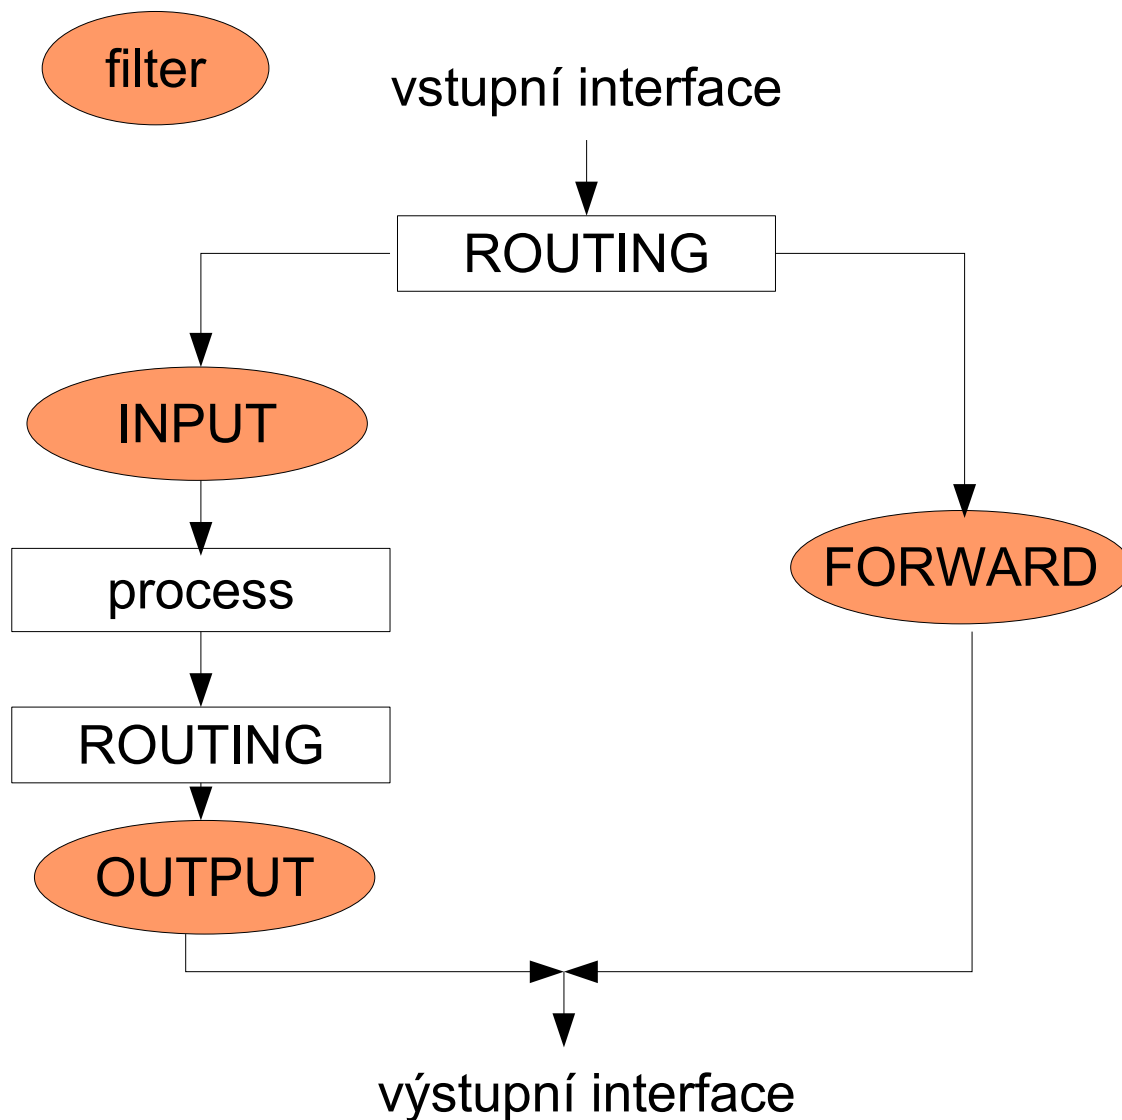 filter
vstupní interface
ROUTING
INPUT
FORWARD
process
ROUTING
OUTPUT
výstupní interface